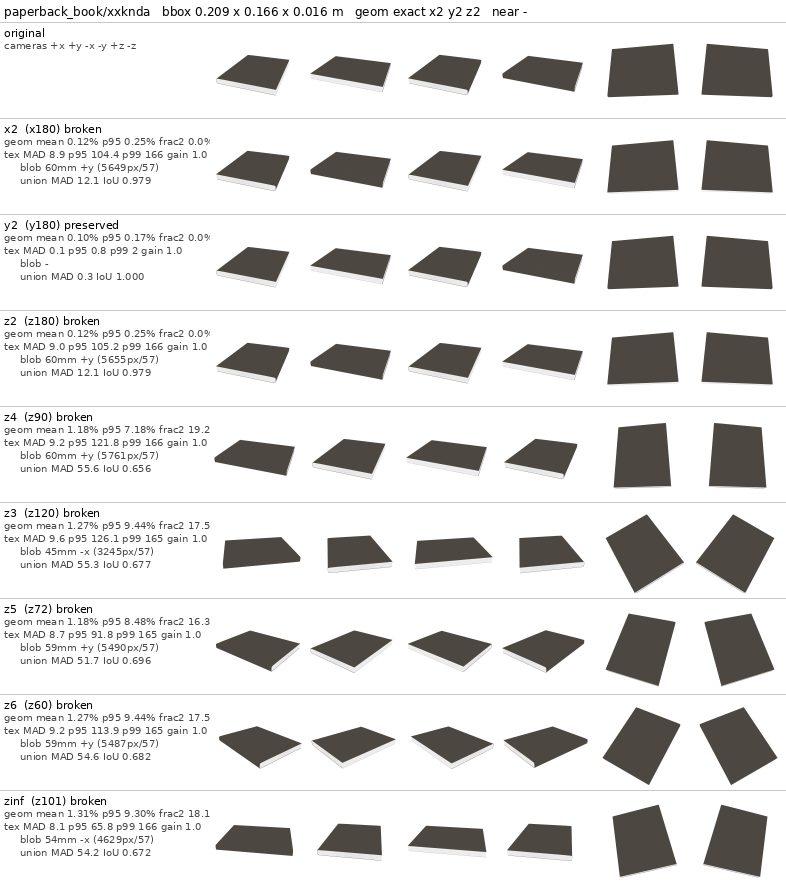 paperback_book/xxknda   bbox 0.209 x 0.166 x 0.016 m   geom exact x2 y2 z2   near -
original
cameras +x +y -x -y +z -z
x2  (x180) broken
geom mean 0.12% p95 0.25% frac2 0.0%
tex MAD 8.9 p95 104.4 p99 166 gain 1.0
blob 60mm +y (5649px/57)
union MAD 12.1 IoU 0.979
y2  (y180) preserved
geom mean 0.10% p95 0.17% frac2 0.0%
tex MAD 0.1 p95 0.8 p99 2 gain 1.0
blob -
union MAD 0.3 IoU 1.000
z2  (z180) broken
geom mean 0.12% p95 0.25% frac2 0.0%
tex MAD 9.0 p95 105.2 p99 166 gain 1.0
blob 60mm +y (5655px/57)
union MAD 12.1 IoU 0.979
z4  (z90) broken
geom mean 1.18% p95 7.18% frac2 19.2
tex MAD 9.2 p95 121.8 p99 166 gain 1.0
blob 60mm +y (5761px/57)
union MAD 55.6 IoU 0.656
z3  (z120) broken
geom mean 1.27% p95 9.44% frac2 17.5
tex MAD 9.6 p95 126.1 p99 165 gain 1.0
blob 45mm -x (3245px/57)
union MAD 55.3 IoU 0.677
z5  (z72) broken
geom mean 1.18% p95 8.48% frac2 16.3
tex MAD 8.7 p95 91.8 p99 165 gain 1.0
blob 59mm +y (5490px/57)
union MAD 51.7 IoU 0.696
z6  (z60) broken
geom mean 1.27% p95 9.44% frac2 17.5
tex MAD 9.2 p95 113.9 p99 165 gain 1.0
blob 59mm +y (5487px/57)
union MAD 54.6 IoU 0.682
zinf  (z101) broken
geom mean 1.31% p95 9.30% frac2 18.1
tex MAD 8.1 p95 65.8 p99 166 gain 1.0
blob 54mm -x (4629px/57)
union MAD 54.2 IoU 0.672